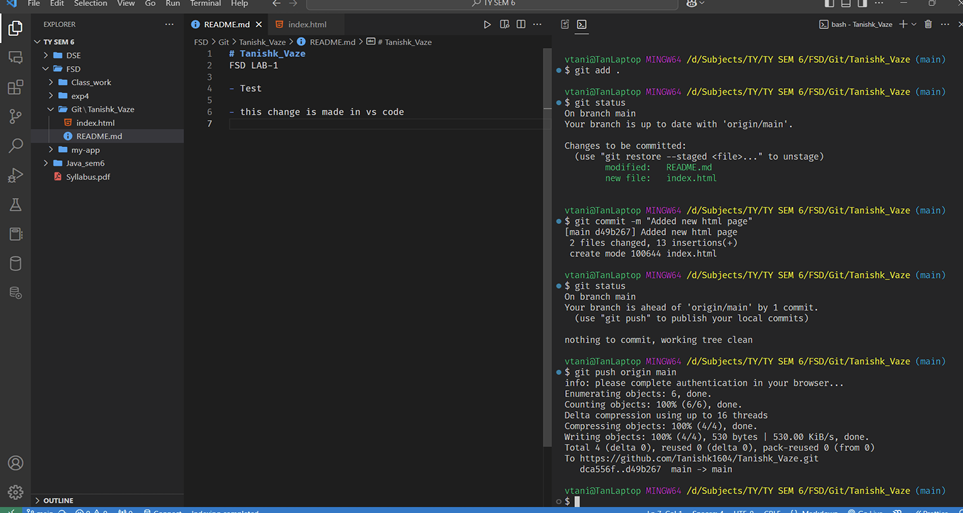 File Edit Selection View Go Run Terminal Help
TY SEM 6
EXPLORER
TY SEM 6
DSE
FSD
Class_work
exp4
Git \ Tanishk_Vaze
index.html
README.md
my-app
Java_sem6
Syllabus.pdf
OUTLINE
README.md
index.html
FSD > Git > Tanishk_Vaze > README.md > # Tanishk_Vaze
1 # Tanishk_Vaze
2 FSD LAB-1
3
4 - Test
5
6 - this change is made in vs code
7
bash - Tanishk_Vaze
vtani@TanLaptop MINGW64 /d/Subjects/TY/TY SEM 6/FSD/Git/Tanishk_Vaze (main)
$ git add .
vtani@TanLaptop MINGW64 /d/Subjects/TY/TY SEM 6/FSD/Git/Tanishk_Vaze (main)
$ git status
On branch main
Your branch is up to date with 'origin/main'.
Changes to be committed:
(use "git restore --staged <file>..." to unstage)
modified: README.md
new file: index.html
vtani@TanLaptop MINGW64 /d/Subjects/TY/TY SEM 6/FSD/Git/Tanishk_Vaze (main)
$ git commit -m "Added new html page"
[main d49b267] Added new html page
2 files changed, 13 insertions(+)
create mode 100644 index.html
vtani@TanLaptop MINGW64 /d/Subjects/TY/TY SEM 6/FSD/Git/Tanishk_Vaze (main)
$ git status
On branch main
Your branch is ahead of 'origin/main' by 1 commit.
(use "git push" to publish your local commits)
nothing to commit, working tree clean
vtani@TanLaptop MINGW64 /d/Subjects/TY/TY SEM 6/FSD/Git/Tanishk_Vaze (main)
$ git push origin main
info: please complete authentication in your browser...
Enumerating objects: 6, done.
Counting objects: 100% (6/6), done.
Delta compression using up to 16 threads
Compressing objects: 100% (4/4), done.
Writing objects: 100% (4/4), 530 bytes | 530.00 KiB/s, done.
Total 4 (delta 0), reused 0 (delta 0), pack-reused 0 (from 0)
To https://github.com/Tanishk1604/Tanishk_Vaze.git
dca556f..d49b267 main -> main
vtani@TanLaptop MINGW64 /d/Subjects/TY/TY SEM 6/FSD/Git/Tanishk_Vaze (main)
$